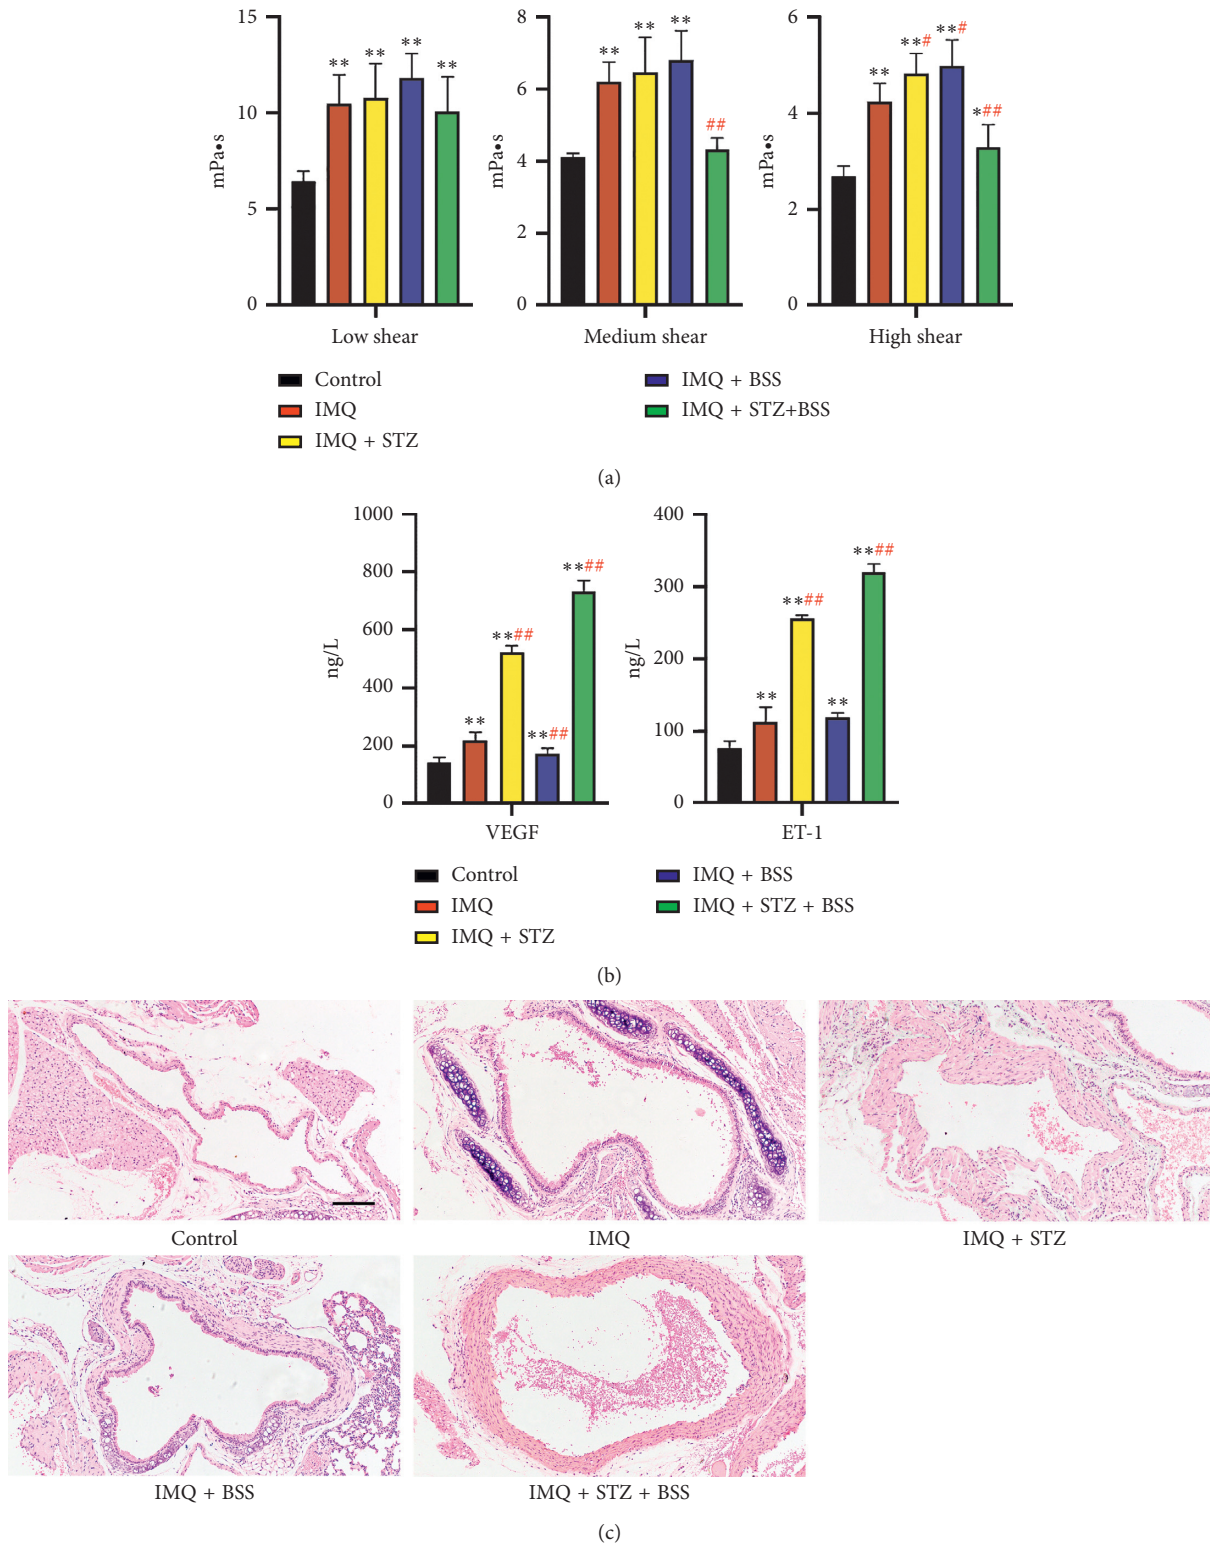 15
10
5
0
mPa•s
**
**
**
**
Low shear
8
6
4
2
0
mPa•s
**
**
**
##
Medium shear
6
4
2
0
mPa•s
**
**#
**#
*##
High shear
Control
IMQ
IMQ + STZ
IMQ + BSS
IMQ + STZ+BSS
(a)
1000
800
600
400
200
0
ng/L
**
**##
**##
**##
VEGF
400
300
200
100
0
ng/L
**
**##
**
**##
ET-1
Control
IMQ
IMQ + STZ
IMQ + BSS
IMQ + STZ + BSS
(b)
Control
IMQ
IMQ + STZ
IMQ + BSS
IMQ + STZ + BSS
(c)